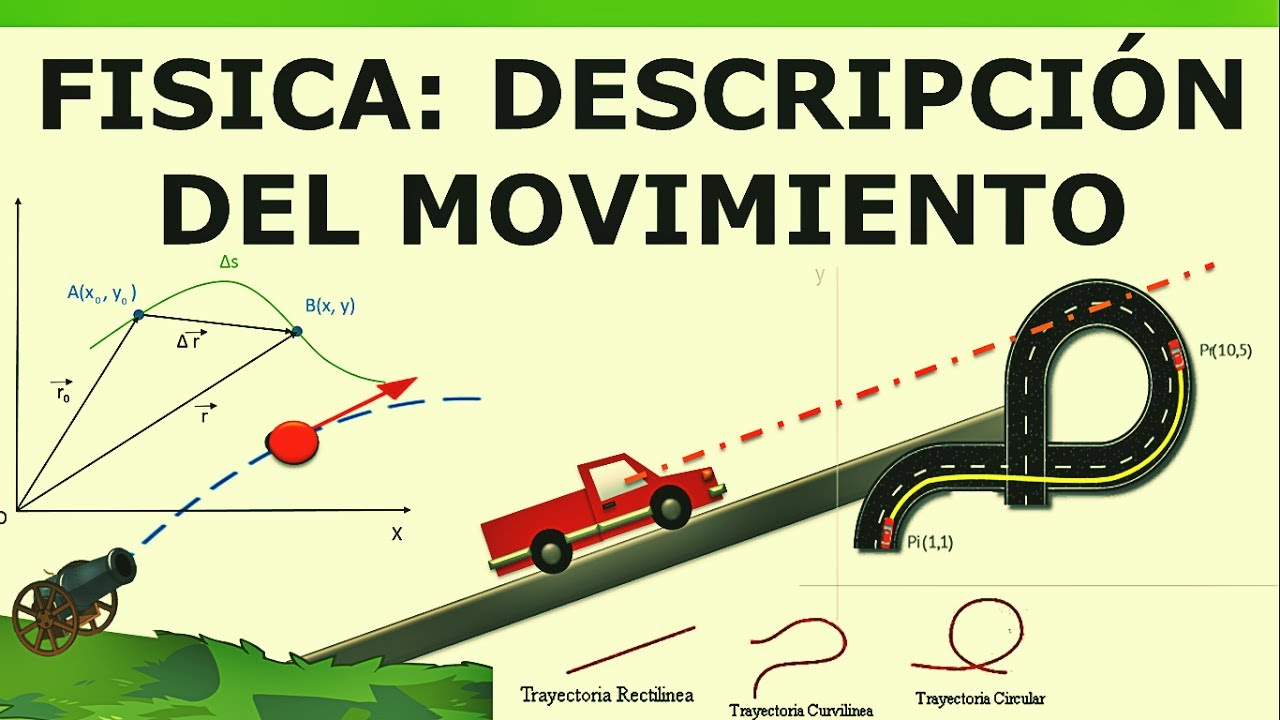 FISICA: DESCRIPCIÓN
DEL MOVIMIENTO
Δs
A(x₀, y₀)
B(x, y)
Δ r
r₀
r
x
y
Pf(10,5)
Pi (1,1)
Trayectoria Rectilinea
Trayectoria Curvilinea
Trayectoria Circular